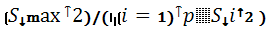 (S↓max↑2)/(∏(i = 1)↑p▒▒S↓i↑2 )